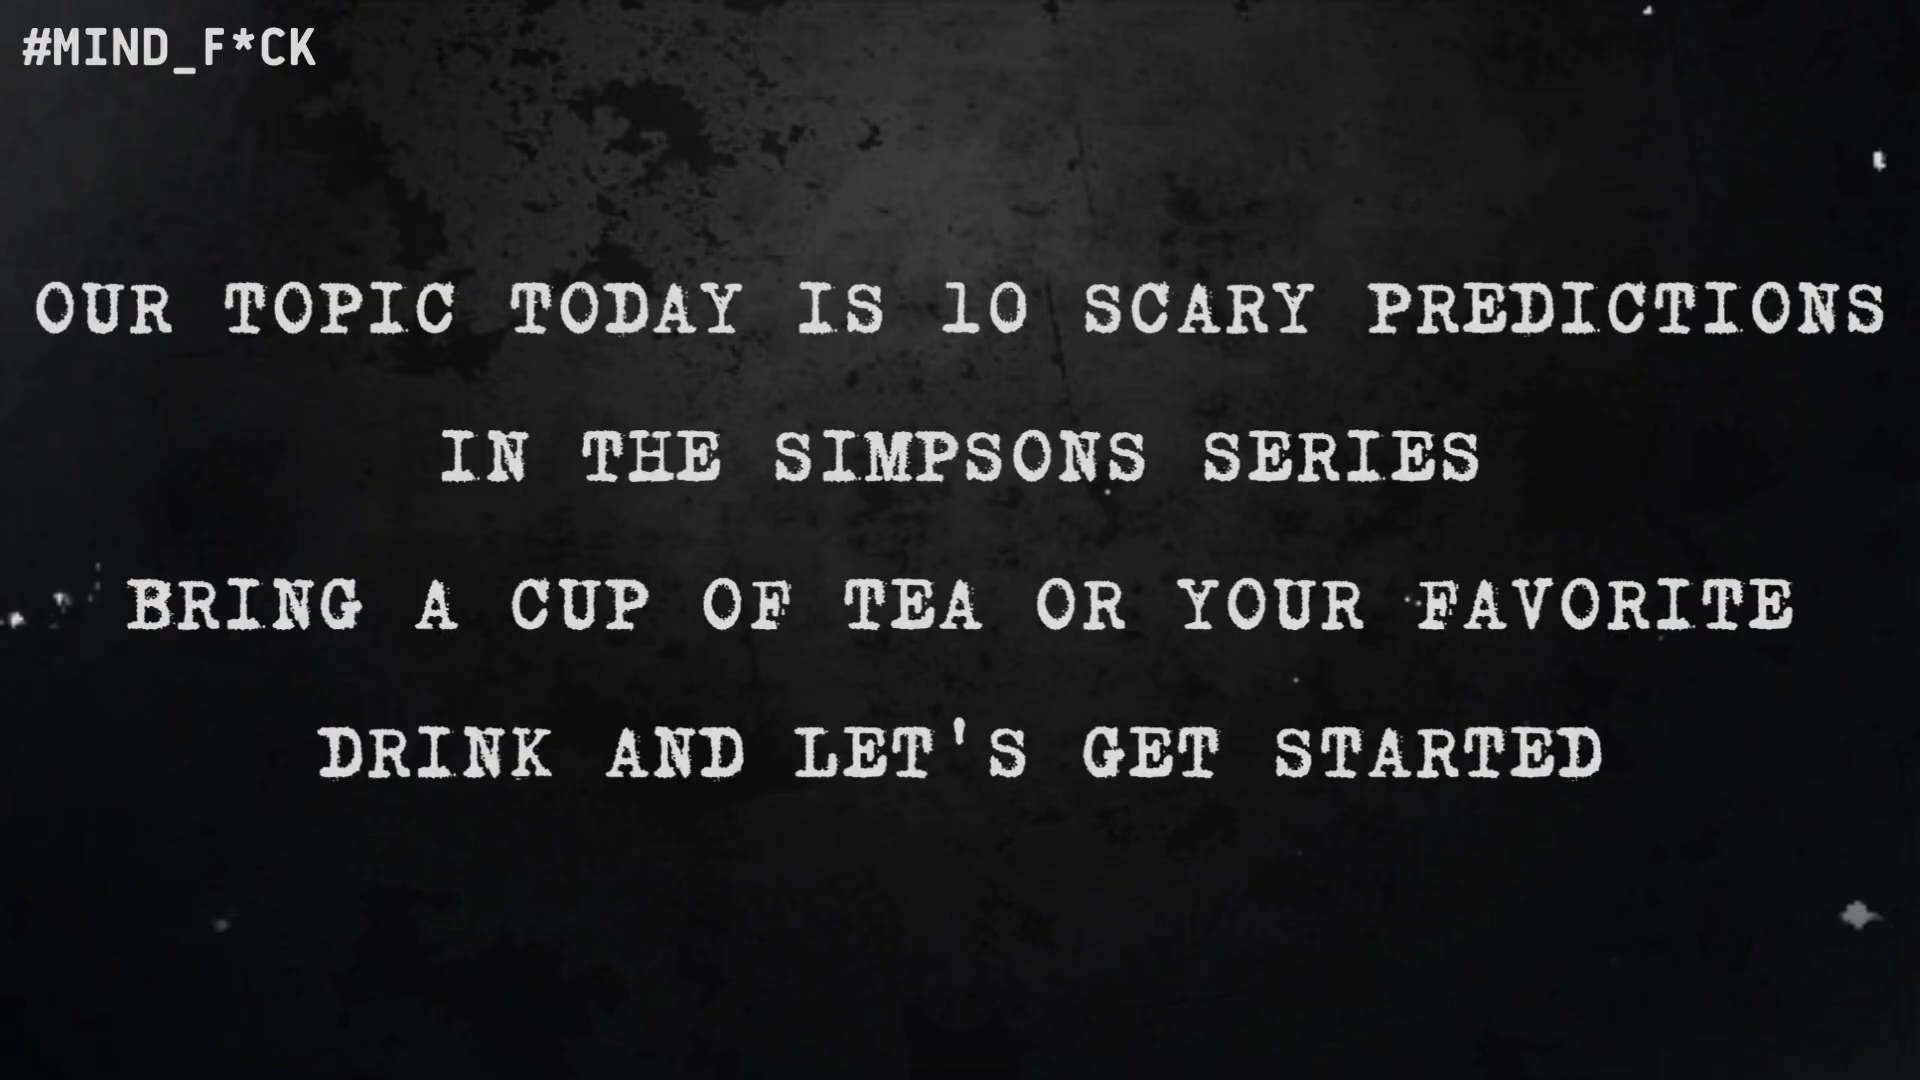 #MIND_F*CK
OUR TOPIC TODAY IS 10 SCARY PREDICTIONS
IN THE SIMPSONS SERIES
BRING A CUP OF TEA OR YOUR FAVORITE
DRINK AND LET'S GET STARTED